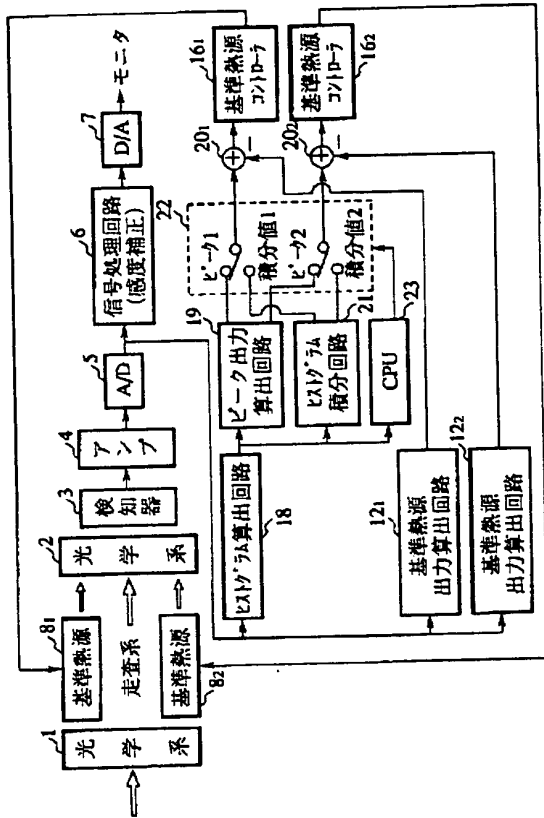 1
光学系
8₁
基準熱源
走査系
基準熱源
8₂
2
光学系
3
検知器
4
アンプ
5
A/D
6
信号処理回路
(感度補正)
7
D/A
モニタ
18
ヒストグラム算出回路
19
ピーク出力
算出回路
21
ヒストグラム
積分回路
23
CPU
22
ピーク1
積分値1
ピーク2
積分値2
20₁
−
20₂
−
16₁
基準熱源
コントローラ
16₂
基準熱源
コントローラ
12₁
基準熱源
出力算出回路
12₂
基準熱源
出力算出回路